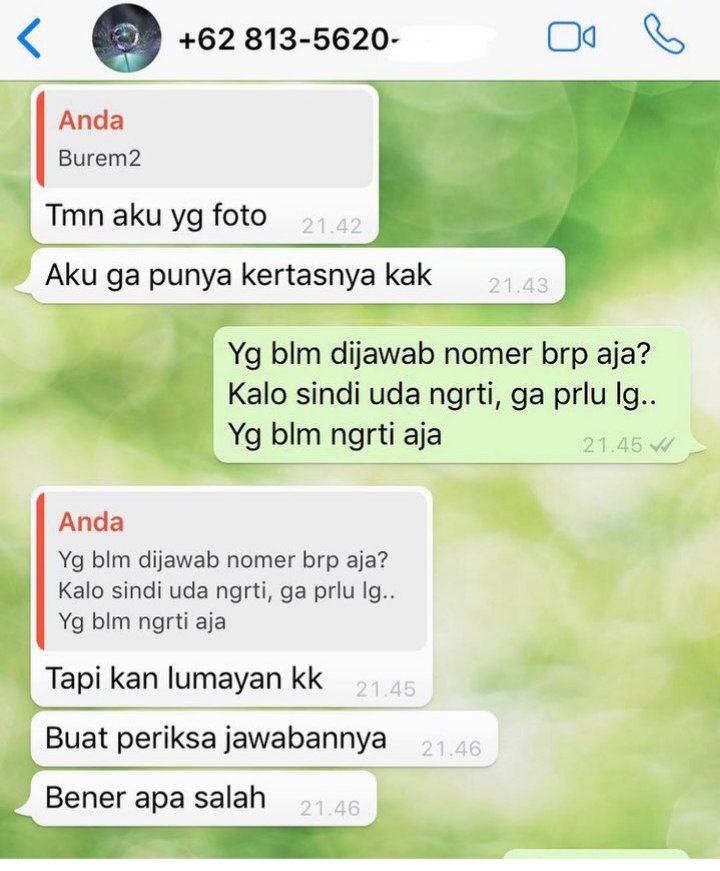 +62 813-5620-
Anda
Burem2
Tmn aku yg foto 21.42
Aku ga punya kertasnya kak 21.43
Yg blm dijawab nomer brp aja?
Kalo sindi uda ngrti, ga prlu lg..
Yg blm ngrti aja 21.45
Anda
Yg blm dijawab nomer brp aja?
Kalo sindi uda ngrti, ga prlu lg..
Yg blm ngrti aja
Tapi kan lumayan kk 21.45
Buat periksa jawabannya 21.46
Bener apa salah 21.46